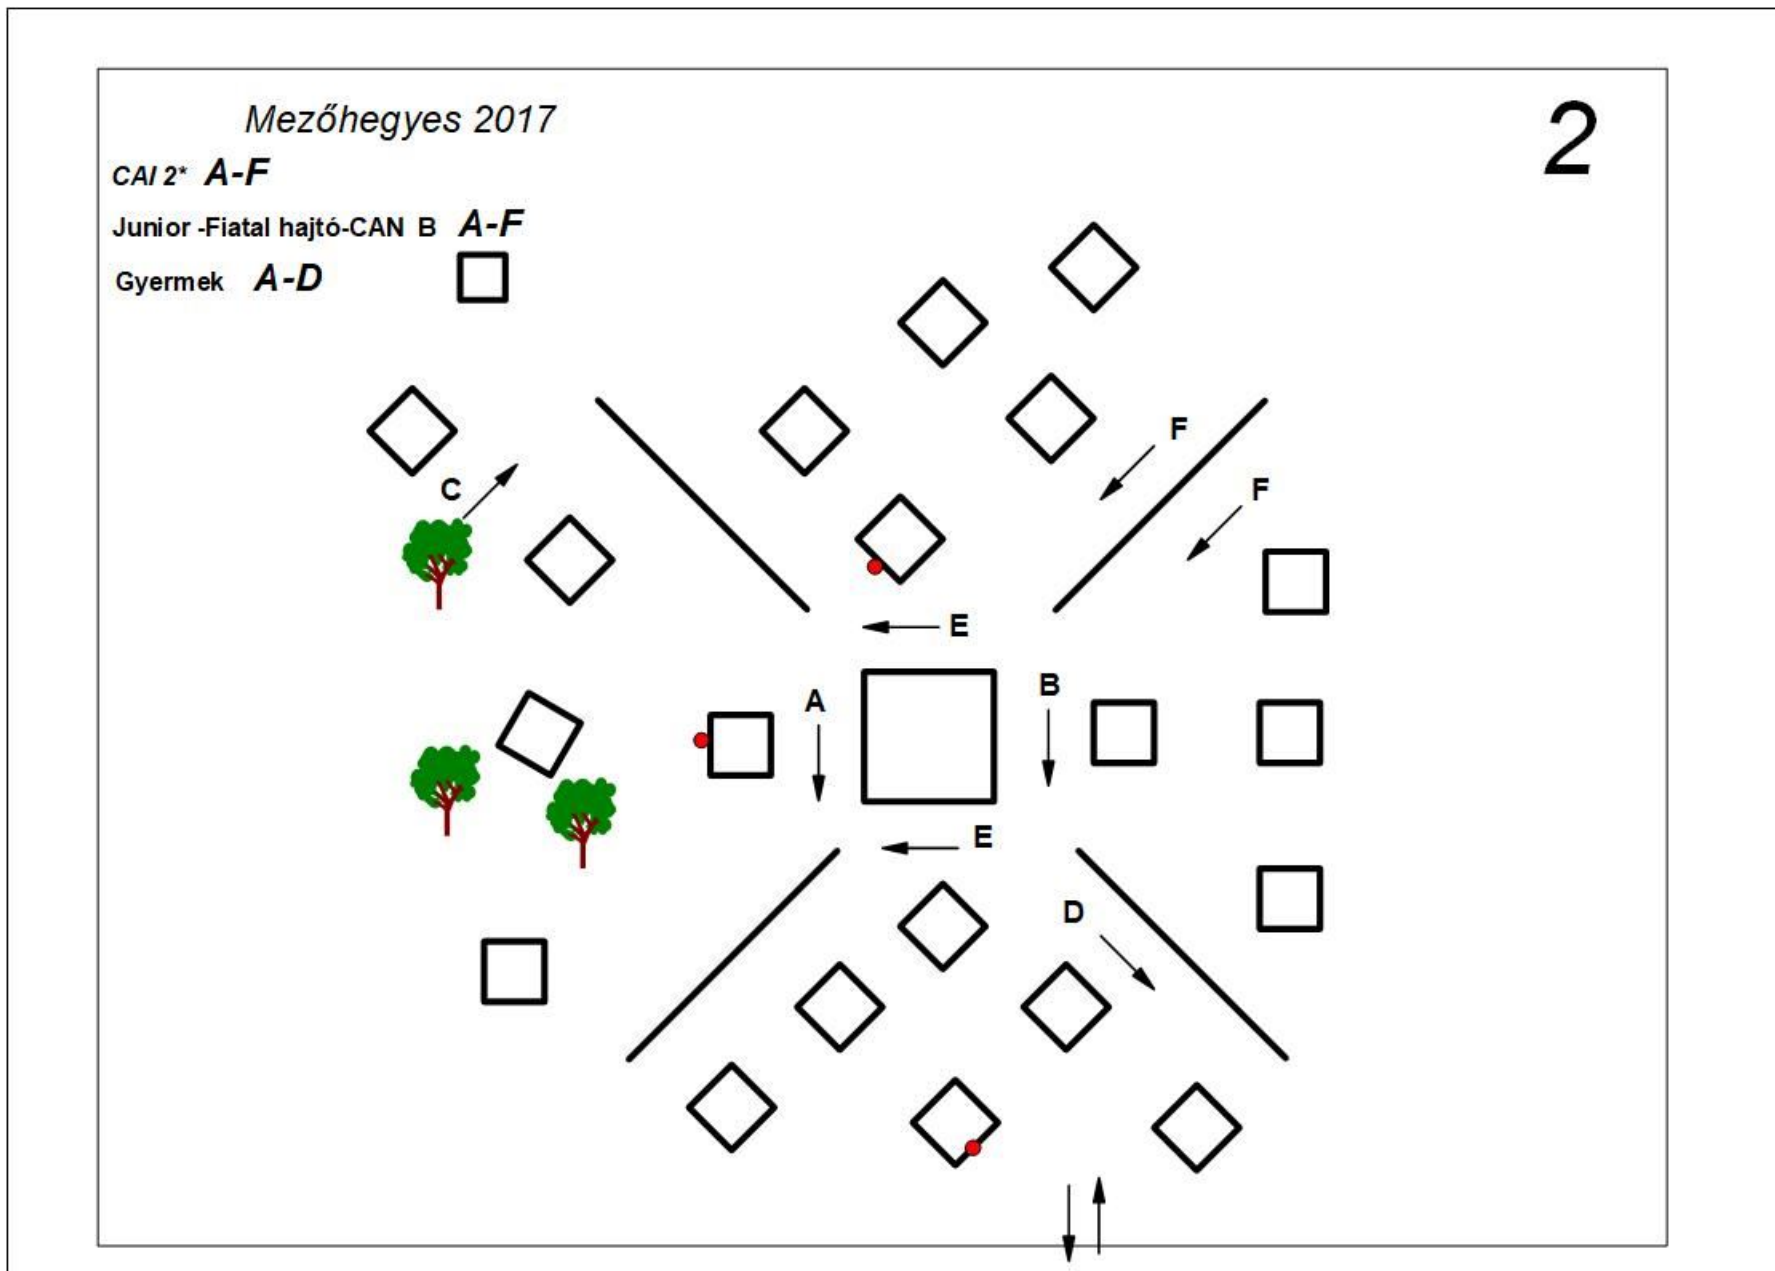 Mezőhegyes 2017
2
CAI 2* A-F
Junior -Fiatal hajtó-CAN B A-F
Gyermek A-D
F
C
F
E
B
A
E
D